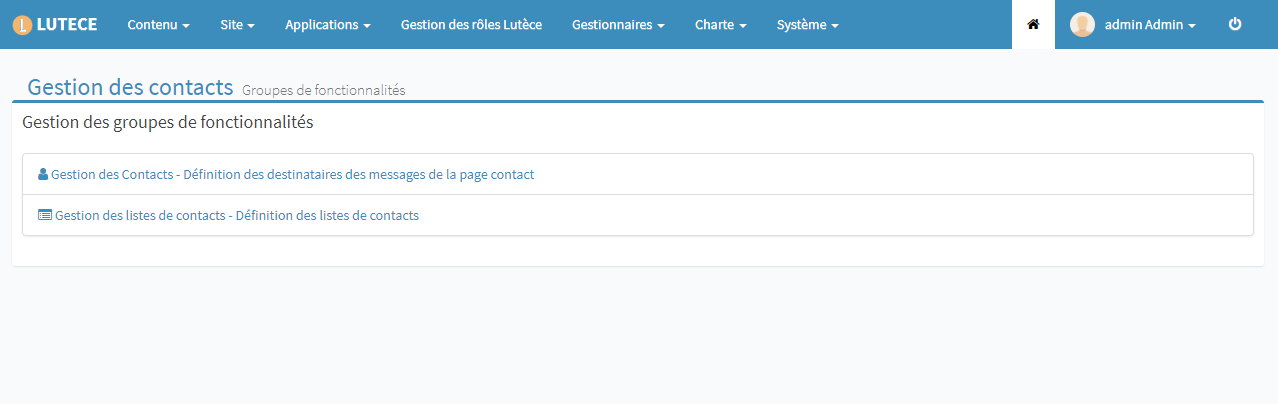 LUTECE Contenu Site Applications Gestion des rôles Lutèce Gestionnaires Charte Système admin Admin
Gestion des contacts Groupes de fonctionnalités
Gestion des groupes de fonctionnalités
Gestion des Contacts - Définition des destinataires des messages de la page contact
Gestion des listes de contacts - Définition des listes de contacts